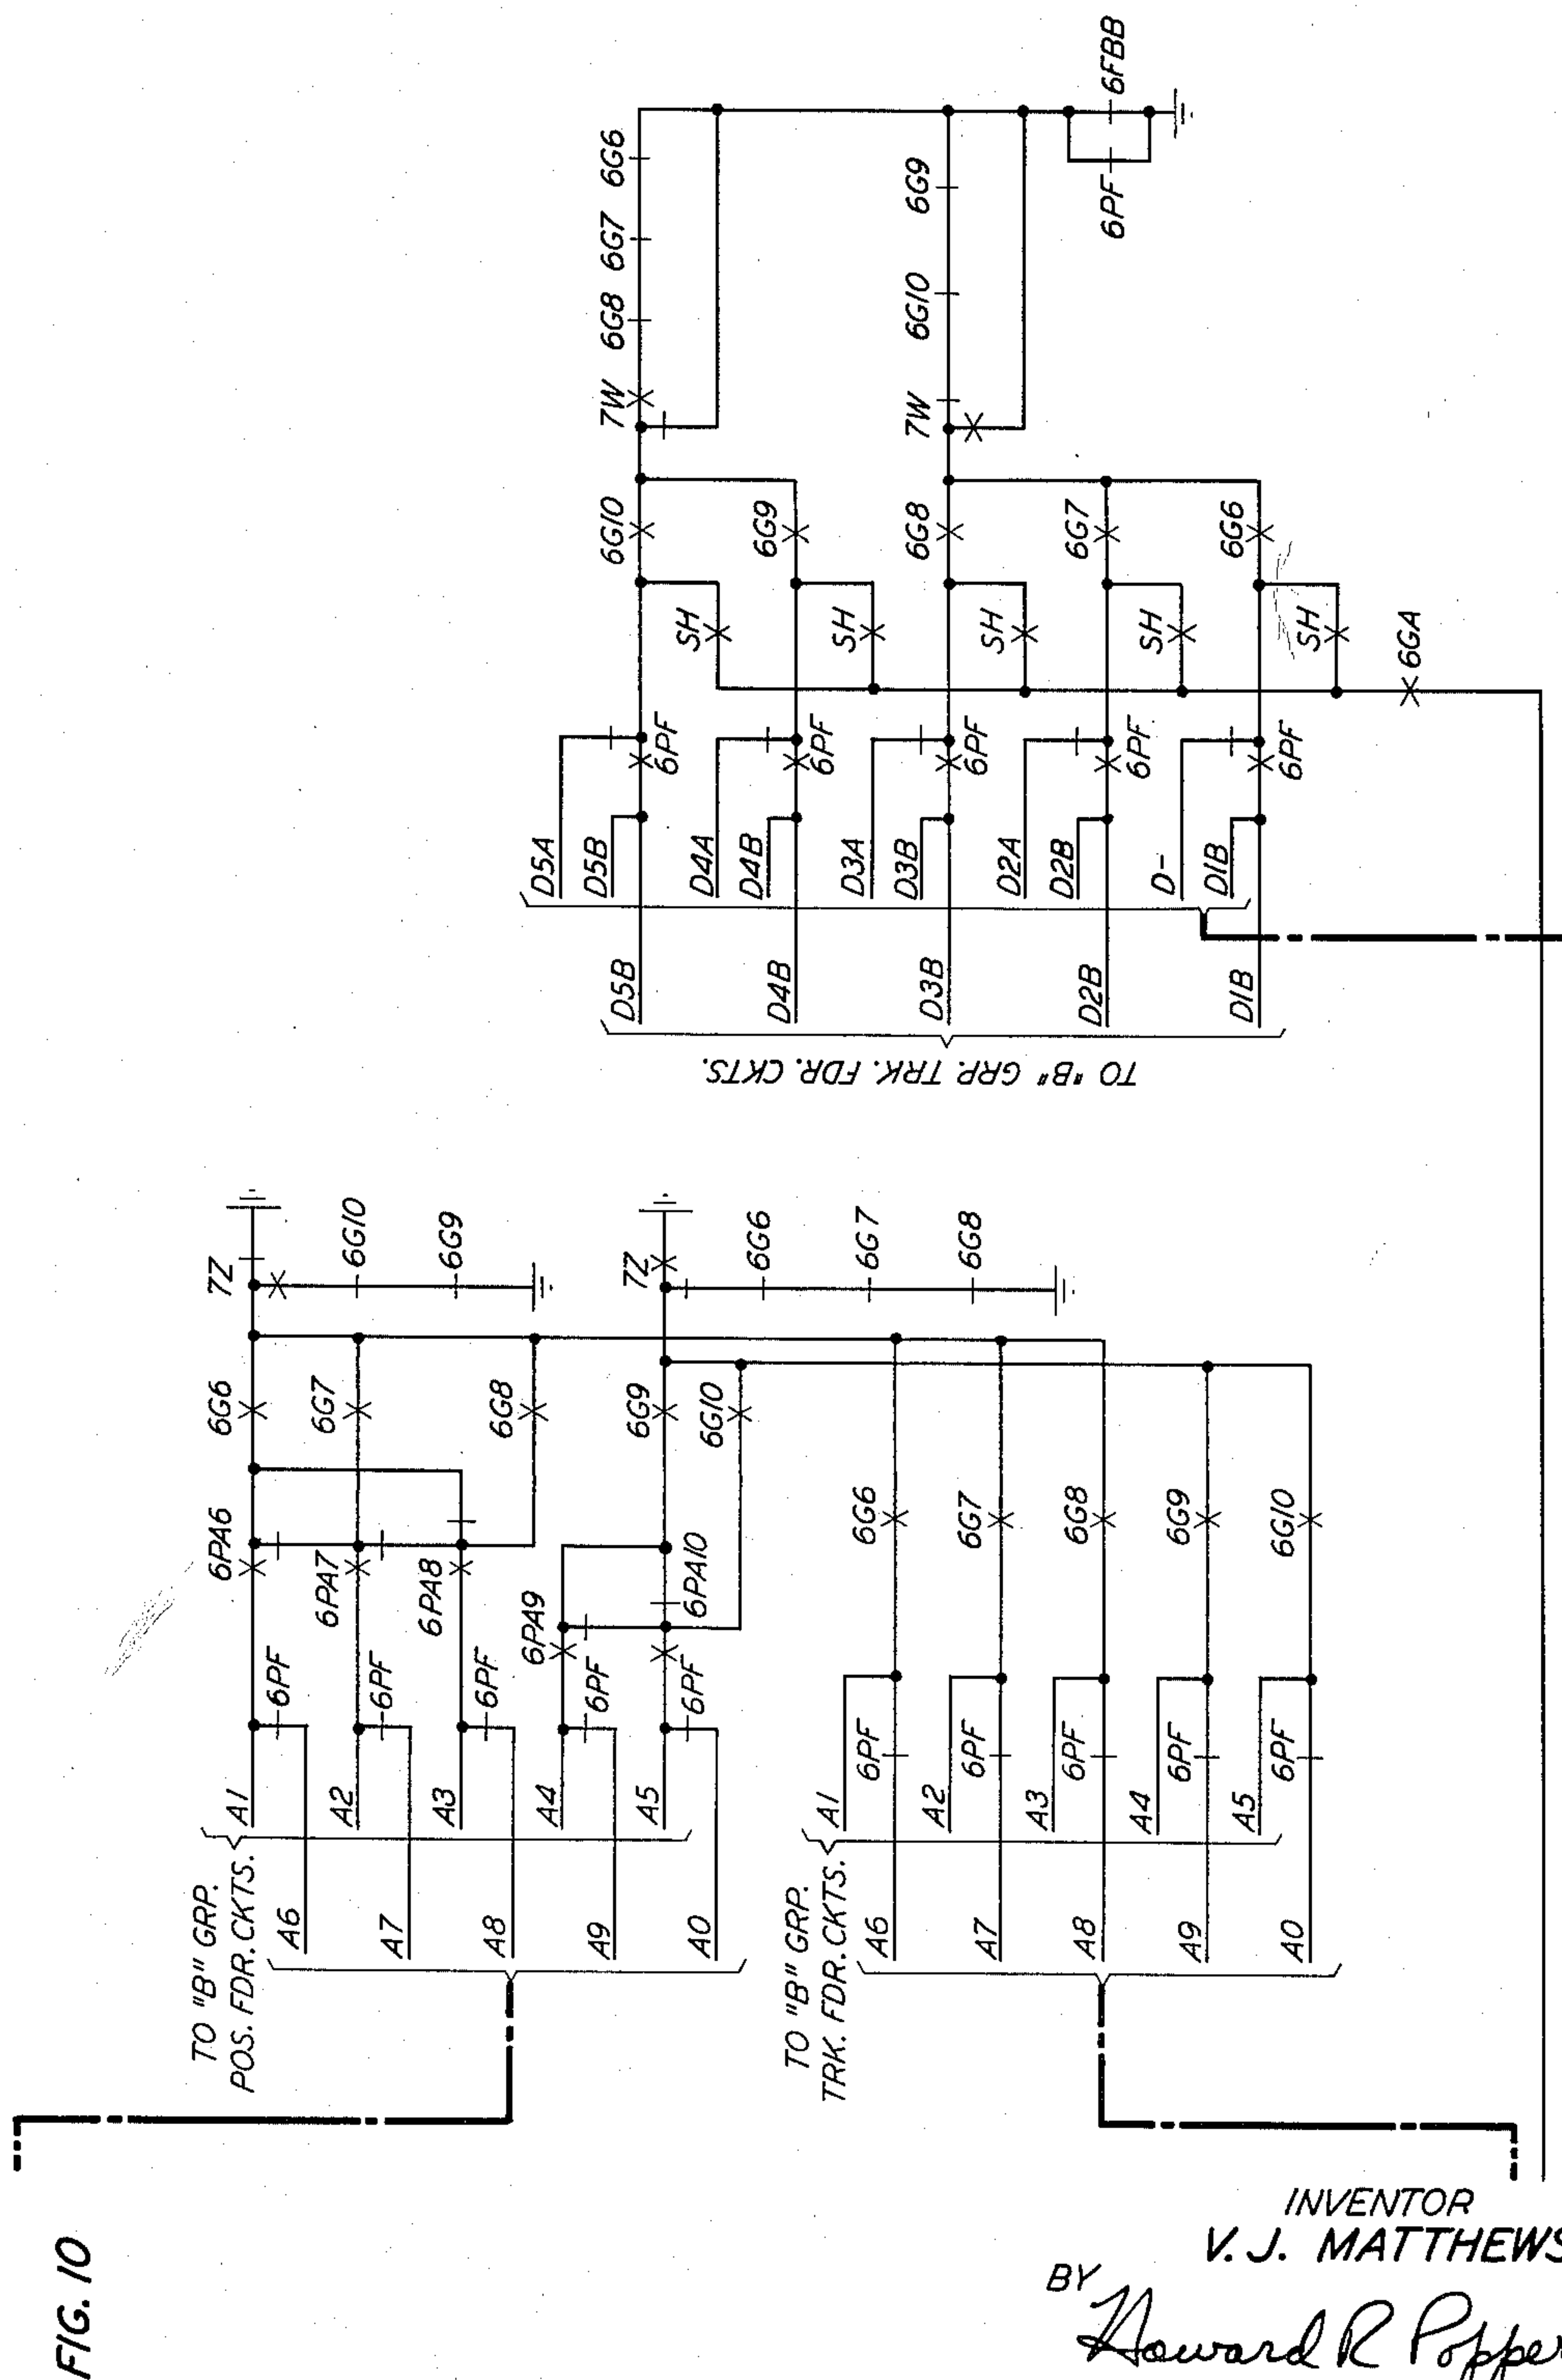 FIG. 10
TO "B" GRP.
POS. FDR. CKTS.
A1
A6
A2
A7
A3
A8
A4
A9
A5
A0
6PF
6PF
6PF
6PF
6PF
6PA6
6PA7
6PA8
6PA9
6PA10
6G6
6G7
6G8
6G9
6G10
7Z
6G10
6G9
7Z
6G6
6G7
6G8
TO "B" GRP.
TRK. FDR. CKTS.
A1
A6
A2
A7
A3
A8
A4
A9
A5
A0
6PF
6PF
6PF
6PF
6PF
6G6
6G7
6G8
6G9
6G10
TO "B" GRP. TRK. FDR. CKTS.
D5B
D4B
D3B
D2B
D1B
D5A
D5B
D4A
D4B
D3A
D3B
D2A
D2B
D-
D1B
6PF
6PF
6PF
6PF
6PF
SH
SH
SH
SH
SH
6GA
6G10
6G9
6G8
6G7
6G6
7W
6G8
6G7
6G6
7W
6G10
6G9
6PF
6FBB
INVENTOR
V. J. MATTHEWS
BY
Howard R Popper